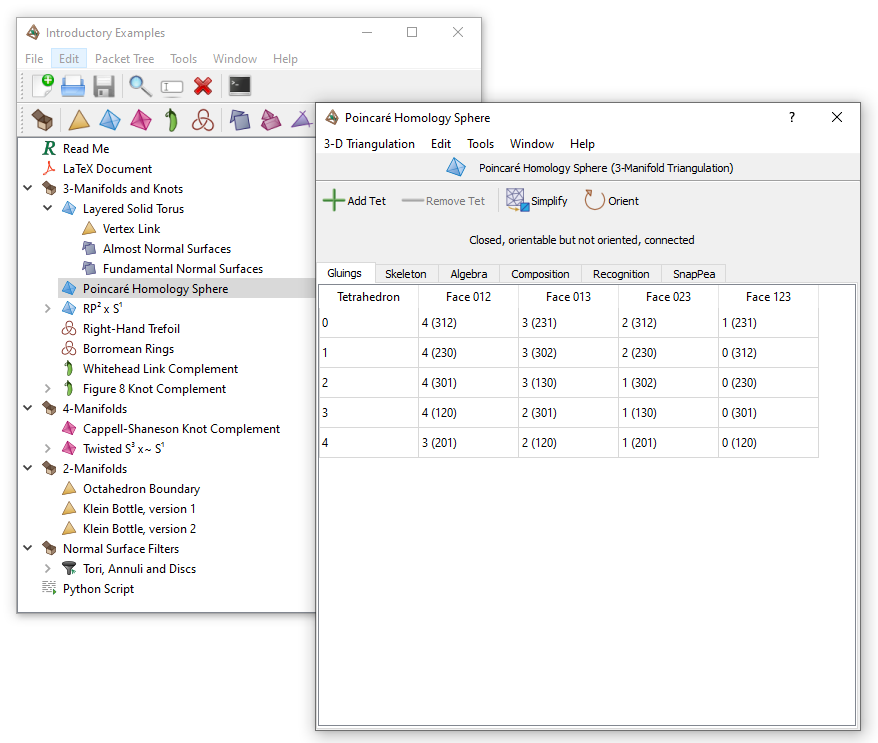 Introductory Examples
File Edit Packet Tree Tools Window Help
Read Me
LaTeX Document
3-Manifolds and Knots
Layered Solid Torus
Vertex Link
Almost Normal Surfaces
Fundamental Normal Surfaces
Poincaré Homology Sphere
RP² x S¹
Right-Hand Trefoil
Borromean Rings
Whitehead Link Complement
Figure 8 Knot Complement
4-Manifolds
Cappell-Shaneson Knot Complement
Twisted S³ x~ S¹
2-Manifolds
Octahedron Boundary
Klein Bottle, version 1
Klein Bottle, version 2
Normal Surface Filters
Tori, Annuli and Discs
Python Script
Poincaré Homology Sphere ?
3-D Triangulation Edit Tools Window Help
Poincaré Homology Sphere (3-Manifold Triangulation)
Add Tet Remove Tet Simplify Orient
Closed, orientable but not oriented, connected
Gluings Skeleton Algebra Composition Recognition SnapPea
Tetrahedron Face 012 Face 013 Face 023 Face 123
0 4 (312) 3 (231) 2 (312) 1 (231)
1 4 (230) 3 (302) 2 (230) 0 (312)
2 4 (301) 3 (130) 1 (302) 0 (230)
3 4 (120) 2 (301) 1 (130) 0 (301)
4 3 (201) 2 (120) 1 (201) 0 (120)